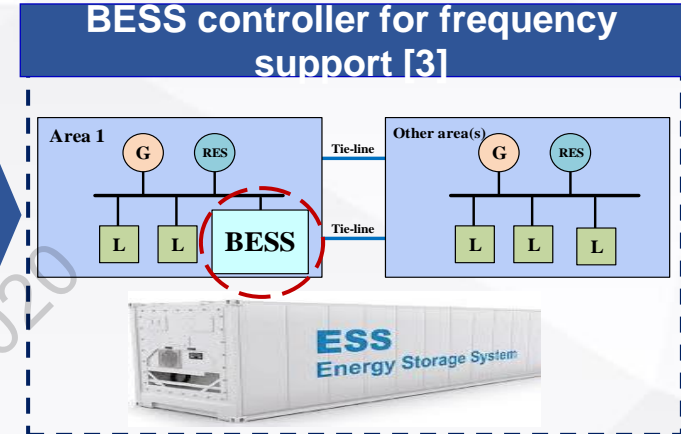 BESS controller for frequency
support [3]
Area 1
G
RES
L
L
BESS
Tie-line
Tie-line
Other area(s)
G
RES
L
L
L
ESS
Energy Storage System
020